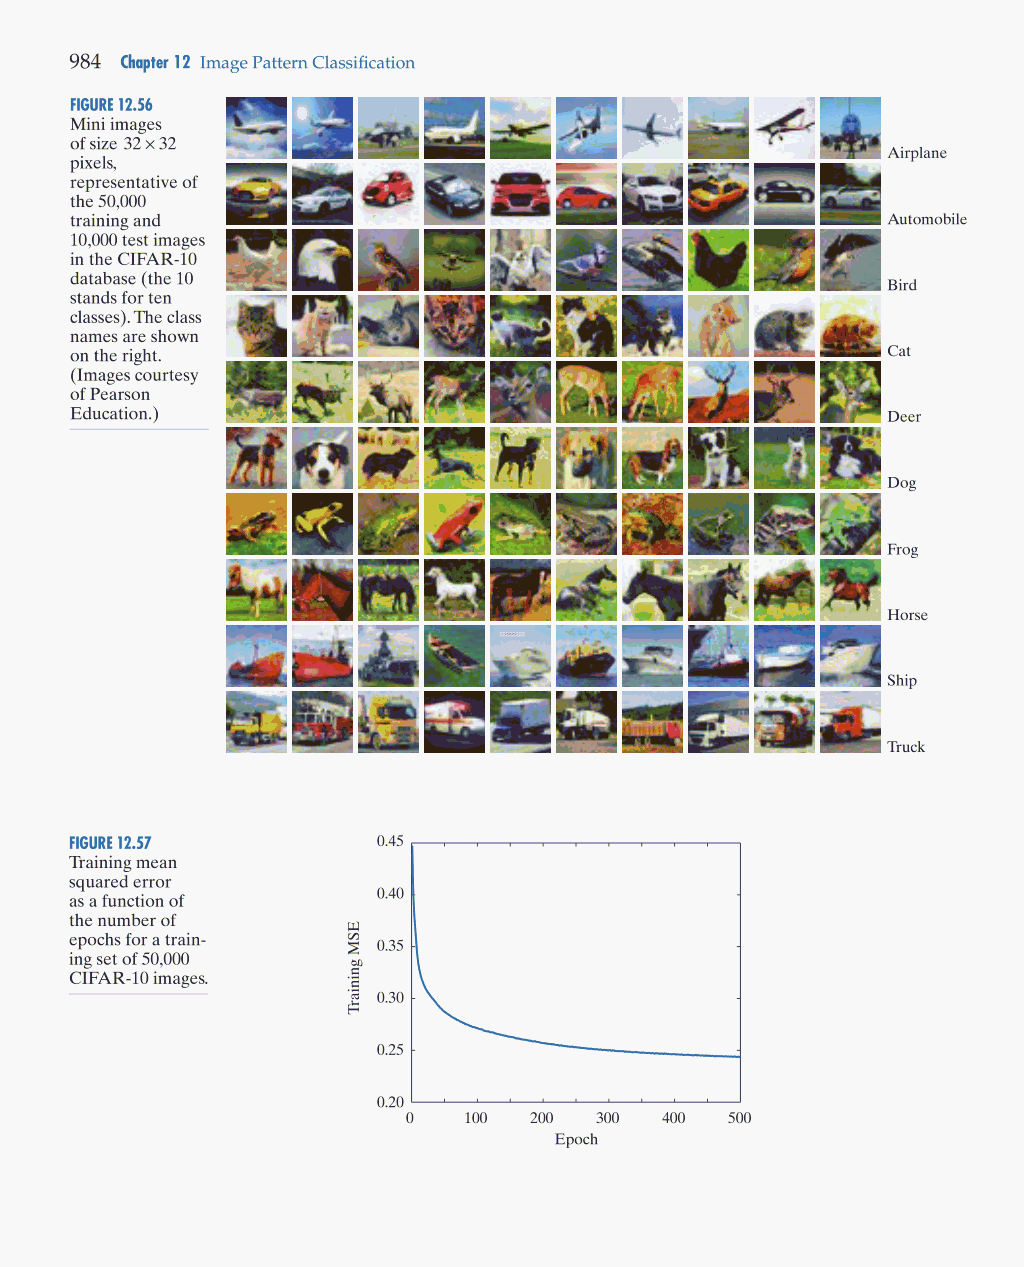 984 Chapter 12 Image Pattern Classification
FIGURE 12.56
Mini images
of size 32 × 32
pixels,
representative of
the 50,000
training and
10,000 test images
in the CIFAR-10
database (the 10
stands for ten
classes). The class
names are shown
on the right.
(Images courtesy
of Pearson
Education.)
Airplane
Automobile
Bird
Cat
Deer
Dog
Frog
Horse
Ship
Truck
FIGURE 12.57
Training mean
squared error
as a function of
the number of
epochs for a train-
ing set of 50,000
CIFAR-10 images.
Training MSE
0.45
0.40
0.35
0.30
0.25
0.20
0 100 200 300 400 500
Epoch